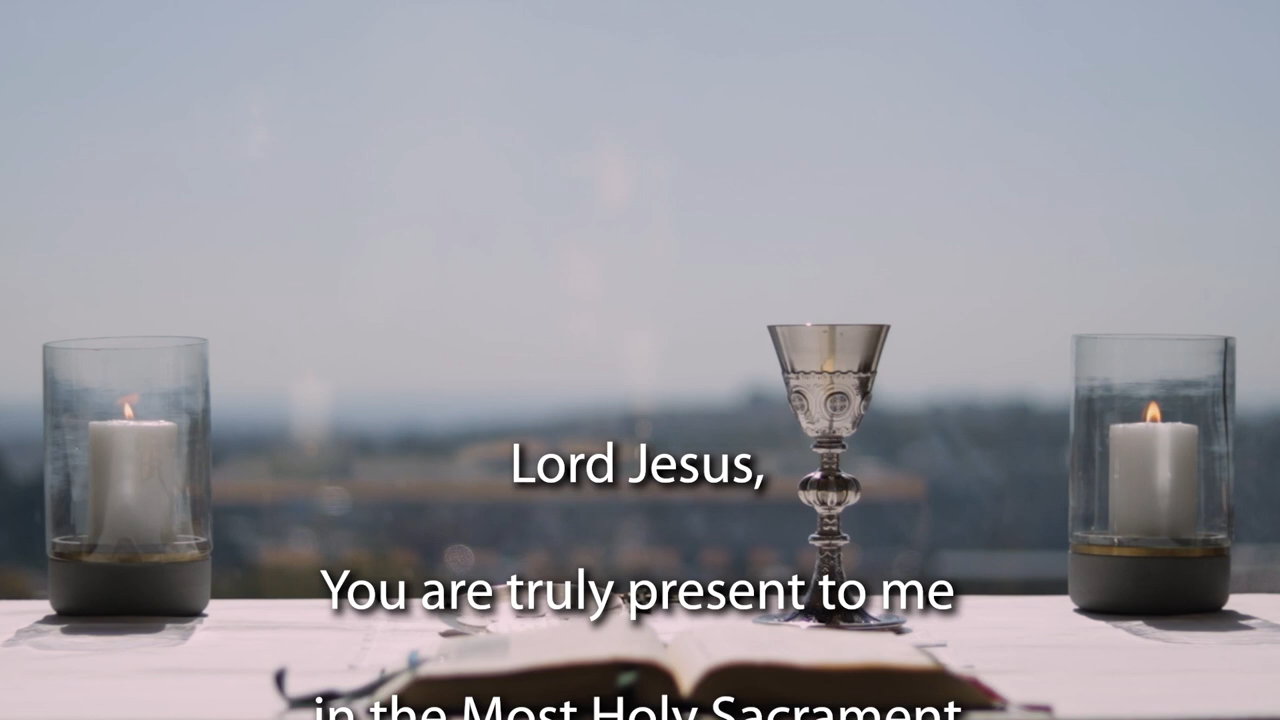 Lord Jesus,
You are truly present to me
in the Most Holy Sacrament